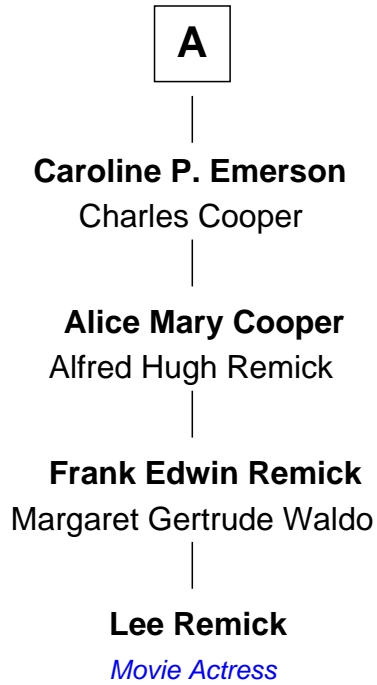 A
Caroline P. Emerson
Charles Cooper
Alice Mary Cooper
Alfred Hugh Remick
Frank Edwin Remick
Margaret Gertrude Waldo
Lee Remick
Movie Actress